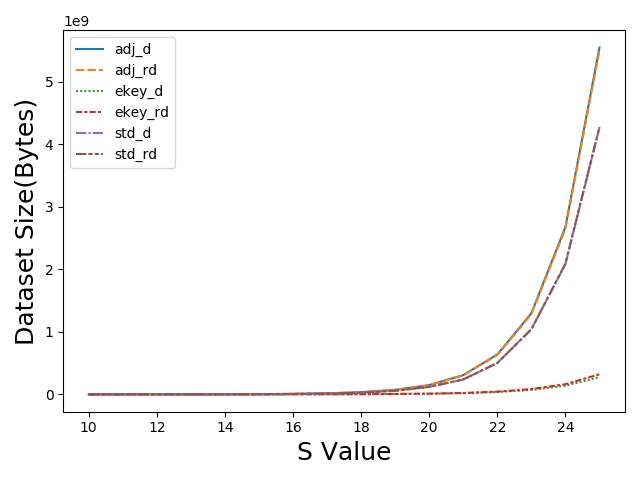 1e9
adj_d
adj_rd
ekey_d
ekey_rd
std_d
std_rd
5
4
3
2
1
0
Dataset Size(Bytes)
10 12 14 16 18 20 22 24
S Value